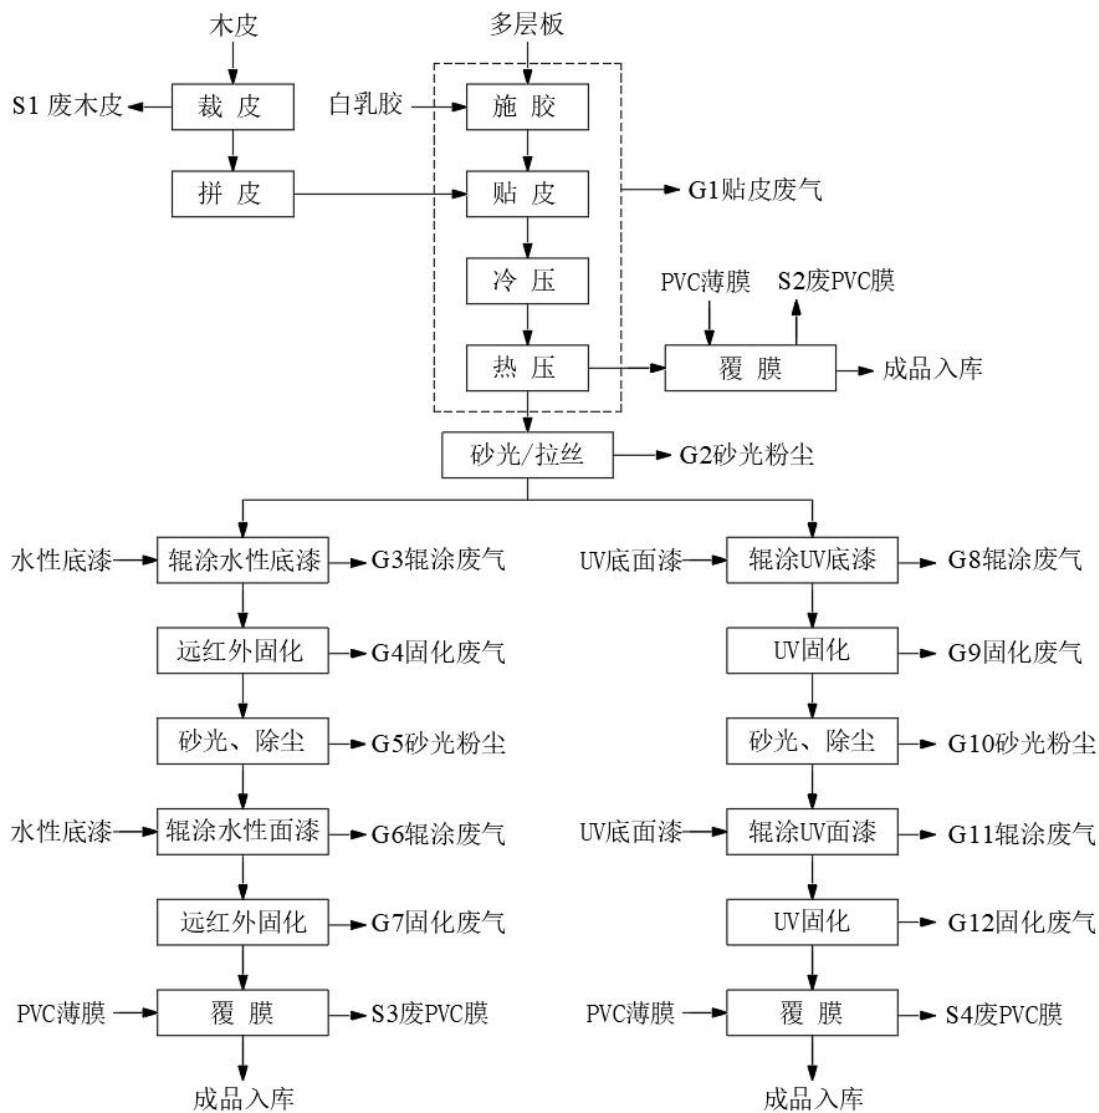 木皮
多层板
S1 废木皮
裁 皮
白乳胶
施 胶
拼 皮
贴 皮
G1贴皮废气
冷 压
PVC薄膜
S2废PVC膜
热 压
覆 膜
成品入库
砂光/拉丝
G2砂光粉尘
水性底漆
辊涂水性底漆
G3辊涂废气
UV底面漆
辊涂UV底漆
G8辊涂废气
远红外固化
G4固化废气
UV固化
G9固化废气
砂光、除尘
G5砂光粉尘
砂光、除尘
G10砂光粉尘
水性底漆
辊涂水性面漆
G6辊涂废气
UV底面漆
辊涂UV面漆
G11辊涂废气
远红外固化
G7固化废气
UV固化
G12固化废气
PVC薄膜
覆 膜
S3废PVC膜
PVC薄膜
覆 膜
S4废PVC膜
成品入库
成品入库